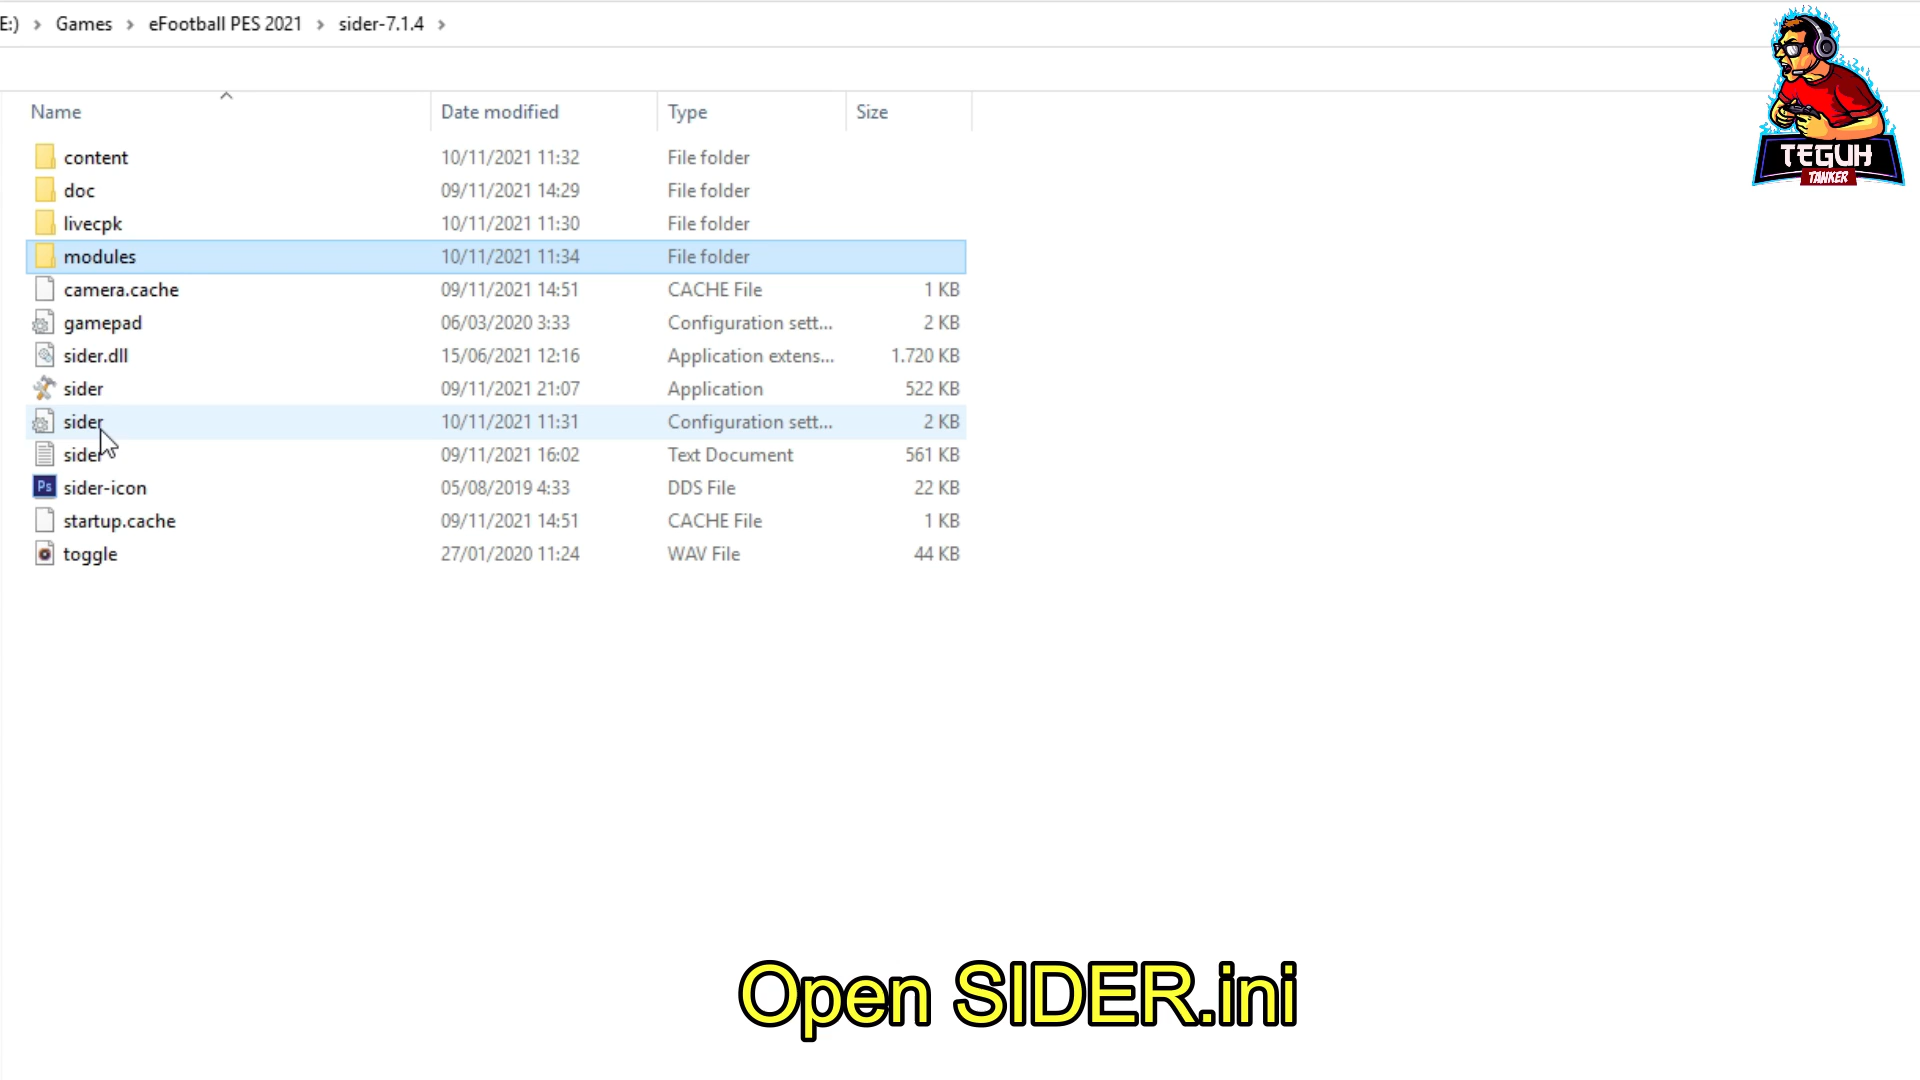 E:) > Games > eFootball PES 2021 > sider-7.1.4 >
TEGUH
TANKER
Name Date modified Type Size
content 10/11/2021 11:32 File folder
doc 09/11/2021 14:29 File folder
livecpk 10/11/2021 11:30 File folder
modules 10/11/2021 11:34 File folder
camera.cache 09/11/2021 14:51 CACHE File 1 KB
gamepad 06/03/2020 3:33 Configuration sett... 2 KB
sider.dll 15/06/2021 12:16 Application extens... 1.720 KB
sider 09/11/2021 21:07 Application 522 KB
sider 10/11/2021 11:31 Configuration sett... 2 KB
sider 09/11/2021 16:02 Text Document 561 KB
Ps sider-icon 05/08/2019 4:33 DDS File 22 KB
startup.cache 09/11/2021 14:51 CACHE File 1 KB
toggle 27/01/2020 11:24 WAV File 44 KB
Open SIDER.ini